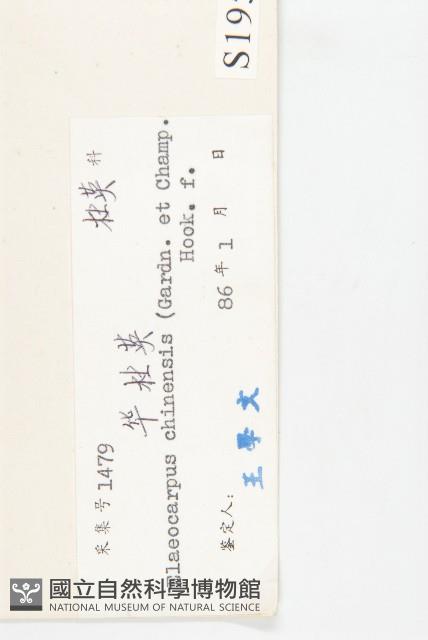 S19
采集号 1479
杜英 科
华杜英
Elaeocarpus chinensis (Gardn. et Champ.
Hook. f.
86 年 1 月 日
鉴定人: 王學文
國立自然科學博物館
NATIONAL MUSEUM OF NATURAL SCIENCE